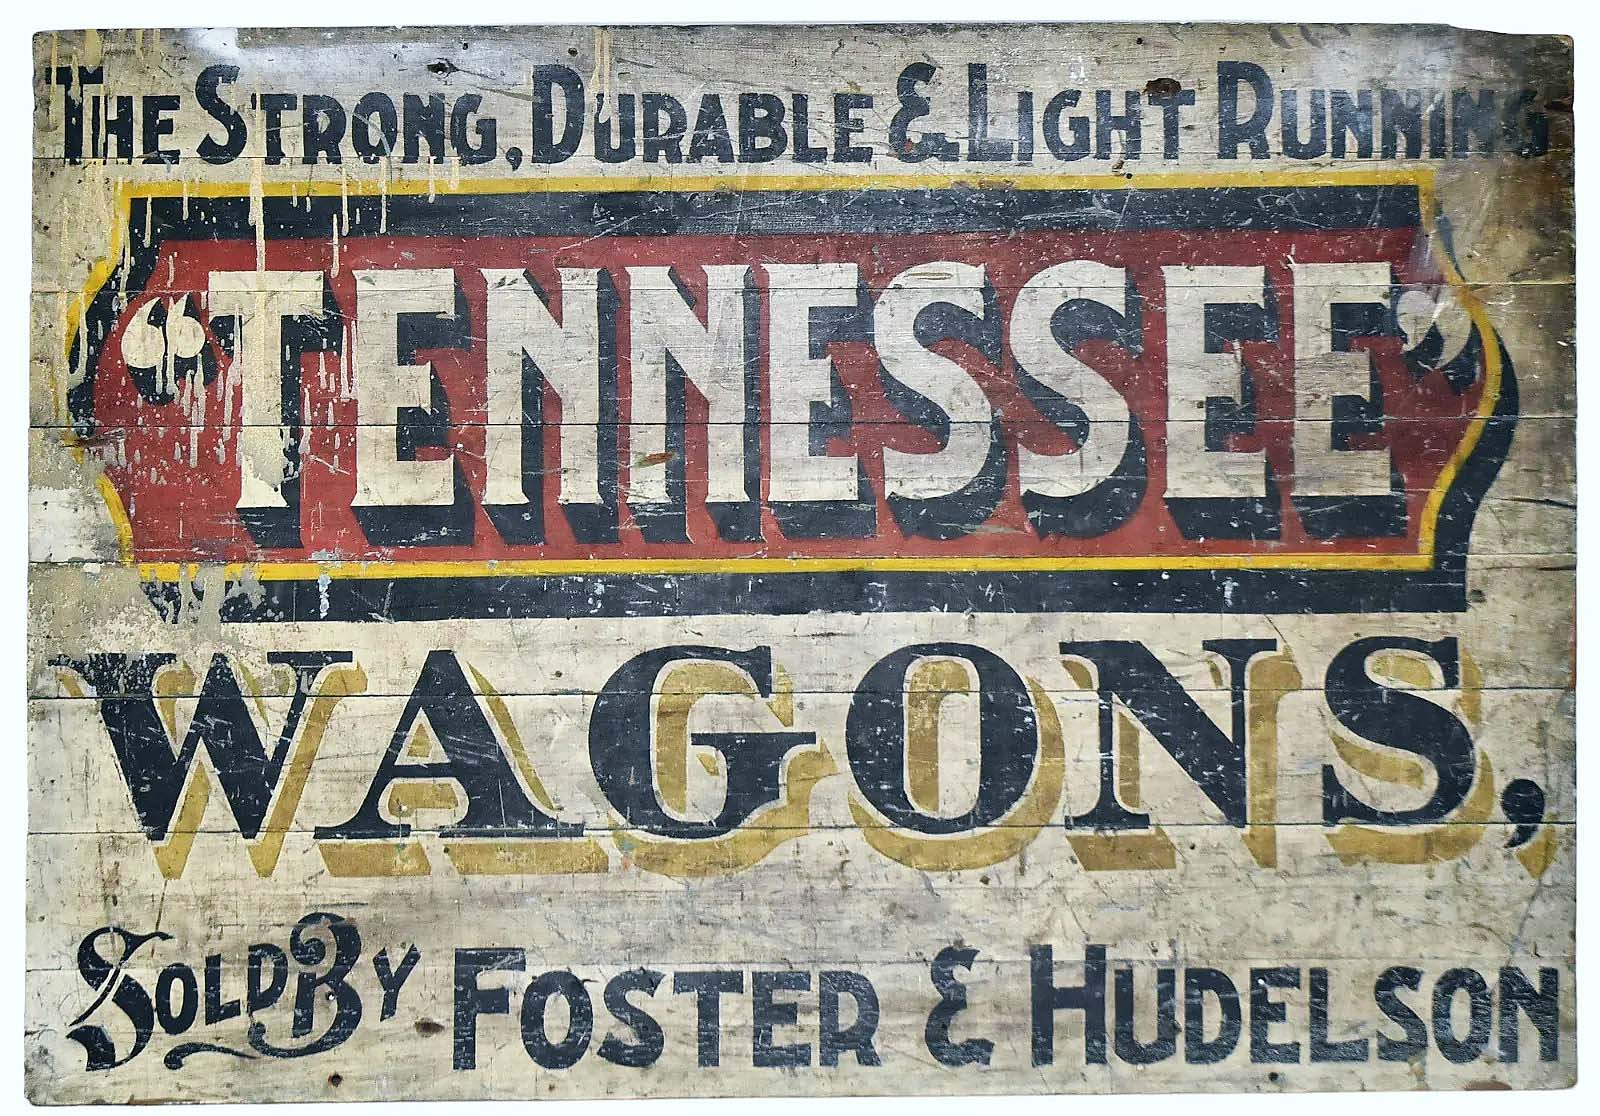 THE STRONG, DURABLE & LIGHT RUNNING
“TENNESSEE”
WAGONS,
SOLD BY FOSTER & HUDELSON